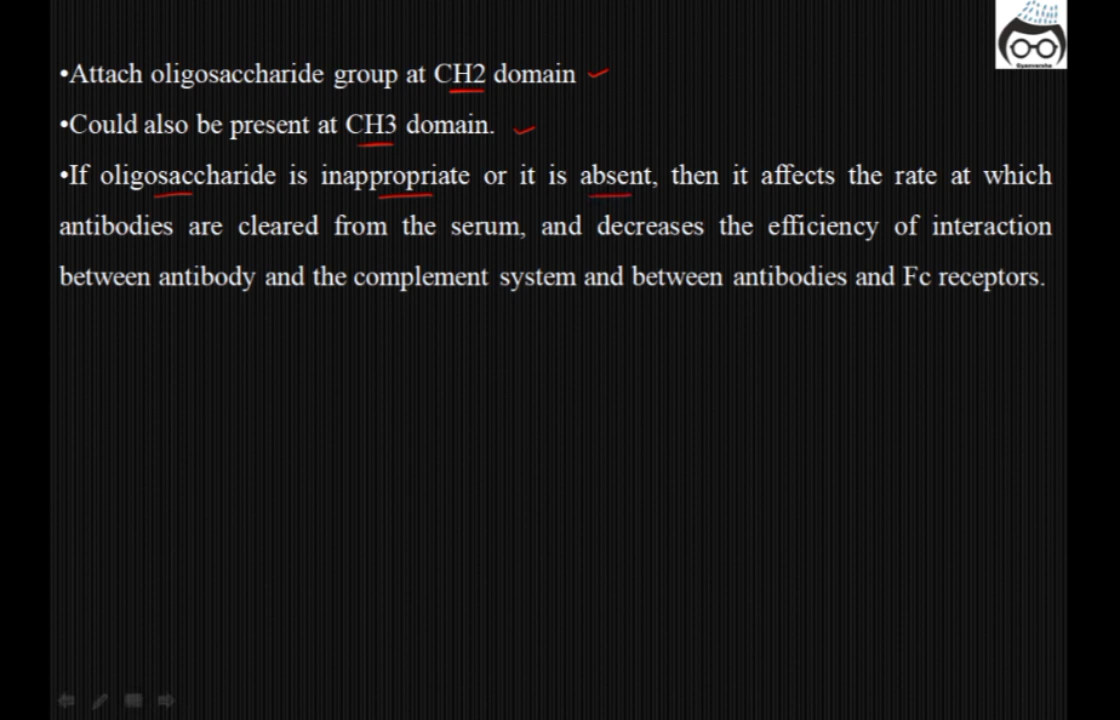 •Attach oligosaccharide group at CH2 domain
•Could also be present at CH3 domain.
•If oligosaccharide is inappropriate or it is absent, then it affects the rate at which
antibodies are cleared from the serum, and decreases the efficiency of interaction
between antibody and the complement system and between antibodies and Fc receptors.